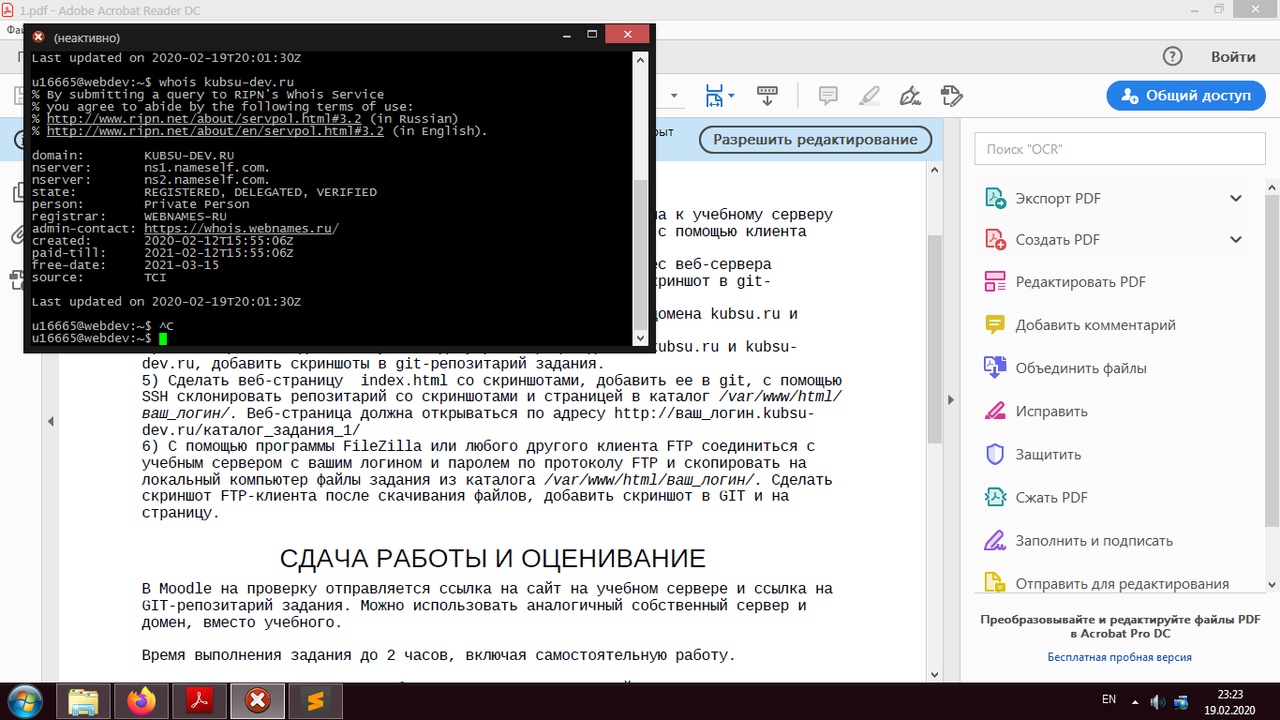 1.pdf - Adobe Acrobat Reader DC
(неактивно)
Last updated on 2020-02-19T20:01:30Z
u16665@webdev:~$ whois kubsu-dev.ru
% By submitting a query to RIPN's Whois Service
% you agree to abide by the following terms of use:
% http://www.ripn.net/about/servpol.html#3.2 (in Russian)
% http://www.ripn.net/about/en/servpol.html#3.2 (in English).
domain: KUBSU-DEV.RU
nserver: ns1.nameself.com.
nserver: ns2.nameself.com.
state: REGISTERED, DELEGATED, VERIFIED
person: Private Person
registrar: WEBNAMES-RU
admin-contact: https://whois.webnames.ru/
created: 2020-02-12T15:55:06Z
paid-till: 2021-02-12T15:55:06Z
free-date: 2021-03-15
source: TCI
Last updated on 2020-02-19T20:01:30Z
u16665@webdev:~$ ^C
u16665@webdev:~$
Войти
Общий доступ
Разрешить редактирование
к учебному серверу
с помощью клиента
веб-сервера
в git-
домена kubsu.ru и
kubsu.ru и kubsu-
dev.ru, добавить скриншоты в git-репозитарий задания.
5) Сделать веб-страницу index.html со скриншотами, добавить ее в git, с помощью
SSH склонировать репозитарий со скриншотами и страницей в каталог /var/www/html/
ваш_логин/. Веб-страница должна открываться по адресу http://ваш_логин.kubsu-
dev.ru/каталог_задания_1/
6) С помощью программы FileZilla или любого другого клиента FTP соединиться с
учебным сервером с вашим логином и паролем по протоколу FTP и скопировать на
локальный компьютер файлы задания из каталога /var/www/html/ваш_логин/. Сделать
скриншот FTP-клиента после скачивания файлов, добавить скриншот в GIT и на
страницу.
СДАЧА РАБОТЫ И ОЦЕНИВАНИЕ
В Moodle на проверку отправляется ссылка на сайт на учебном сервере и ссылка на
GIT-репозитарий задания. Можно использовать аналогичный собственный сервер и
домен, вместо учебного.
Время выполнения задания до 2 часов, включая самостоятельную работу.
Поиск "OCR"
Экспорт PDF
Создать PDF
Редактировать PDF
Добавить комментарий
Объединить файлы
Исправить
Защитить
Сжать PDF
Заполнить и подписать
Отправить для редактирования
Преобразовывайте и редактируйте файлы PDF
в Acrobat Pro DC
Бесплатная пробная версия
EN
23:23
19.02.2020